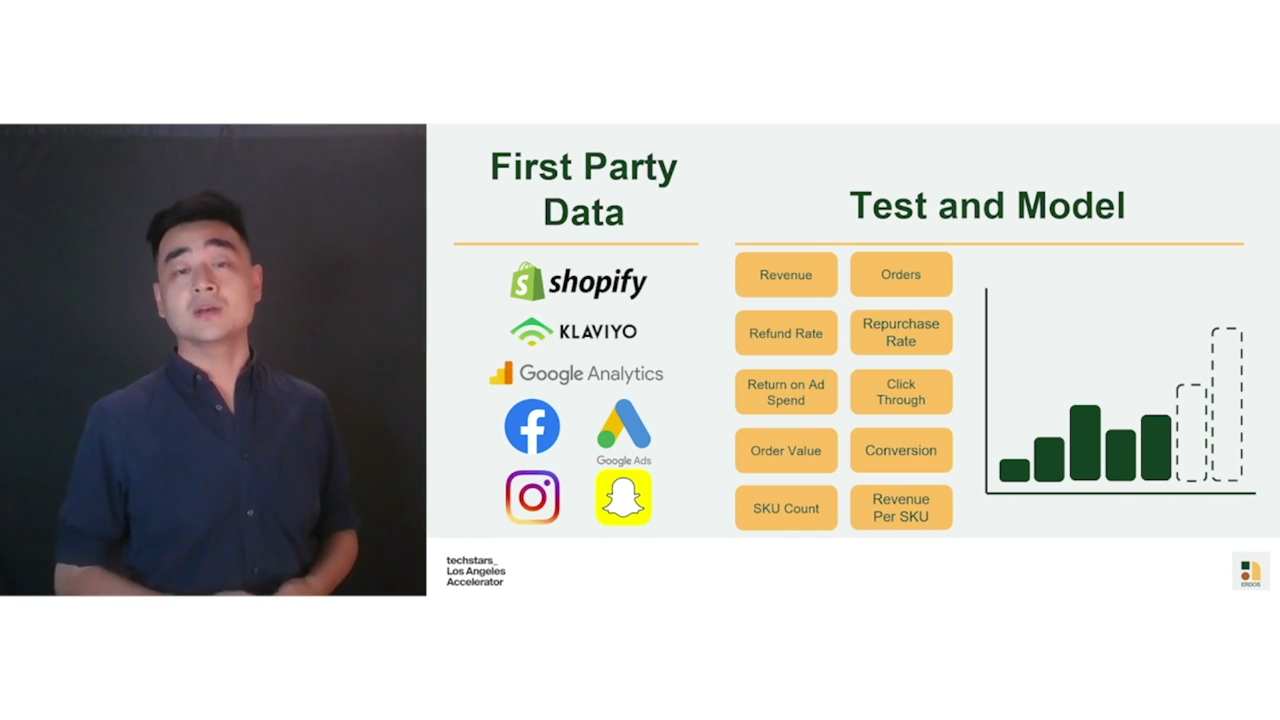 First Party
Data
Test and Model
shopify
KLAVIYO
Google Analytics
Google Ads
Revenue
Orders
Refund Rate
Repurchase
Rate
Return on Ad
Spend
Click
Through
Order Value
Conversion
SKU Count
Revenue
Per SKU
techstars_
Los Angeles
Accelerator
ERDOS